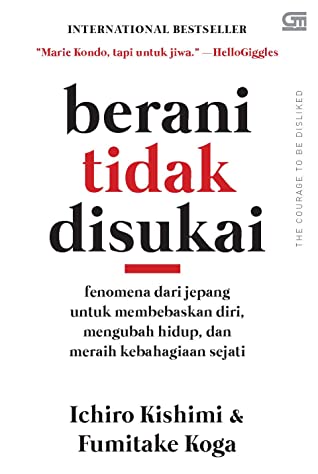 INTERNATIONAL BESTSELLER
GM
“Marie Kondo, tapi untuk jiwa.” —HelloGiggles
berani
tidak
disukai
THE COURAGE TO BE DISLIKED
fenomena dari jepang
untuk membebaskan diri,
mengubah hidup, dan
meraih kebahagiaan sejati
Ichiro Kishimi &
Fumitake Koga